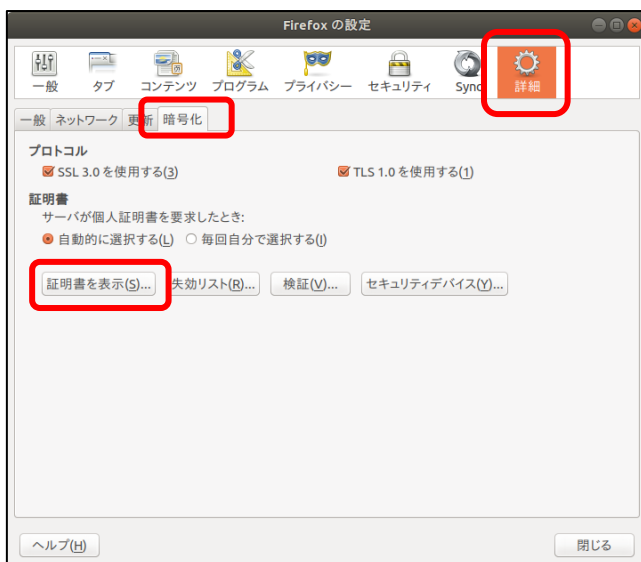 Firefox の設定
一般 タブ コンテンツ プログラム プライバシー セキュリティ Sync 詳細
一般 ネットワーク 更新 暗号化
プロトコル
SSL 3.0 を使用する(3) TLS 1.0 を使用する(1)
証明書
サーバが個人証明書を要求したとき:
自動的に選択する(L) 毎回自分で選択する(I)
証明書を表示(S)... 失効リスト(R)... 検証(V)... セキュリティデバイス(Y)...
ヘルプ(H) 閉じる